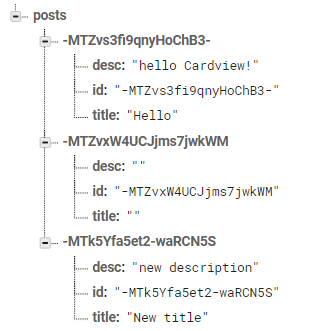 posts
-MTZvs3fi9qnyHoChB3-
desc: "hello Cardview!"
id: "-MTZvs3fi9qnyHoChB3-"
title: "Hello"
-MTZvxW4UCJjms7jwkWM
desc: ""
id: "-MTZvxW4UCJjms7jwkWM"
title: ""
-MTk5Yfa5et2-waRCN5S
desc: "new description"
id: "-MTk5Yfa5et2-waRCN5S"
title: "New title"